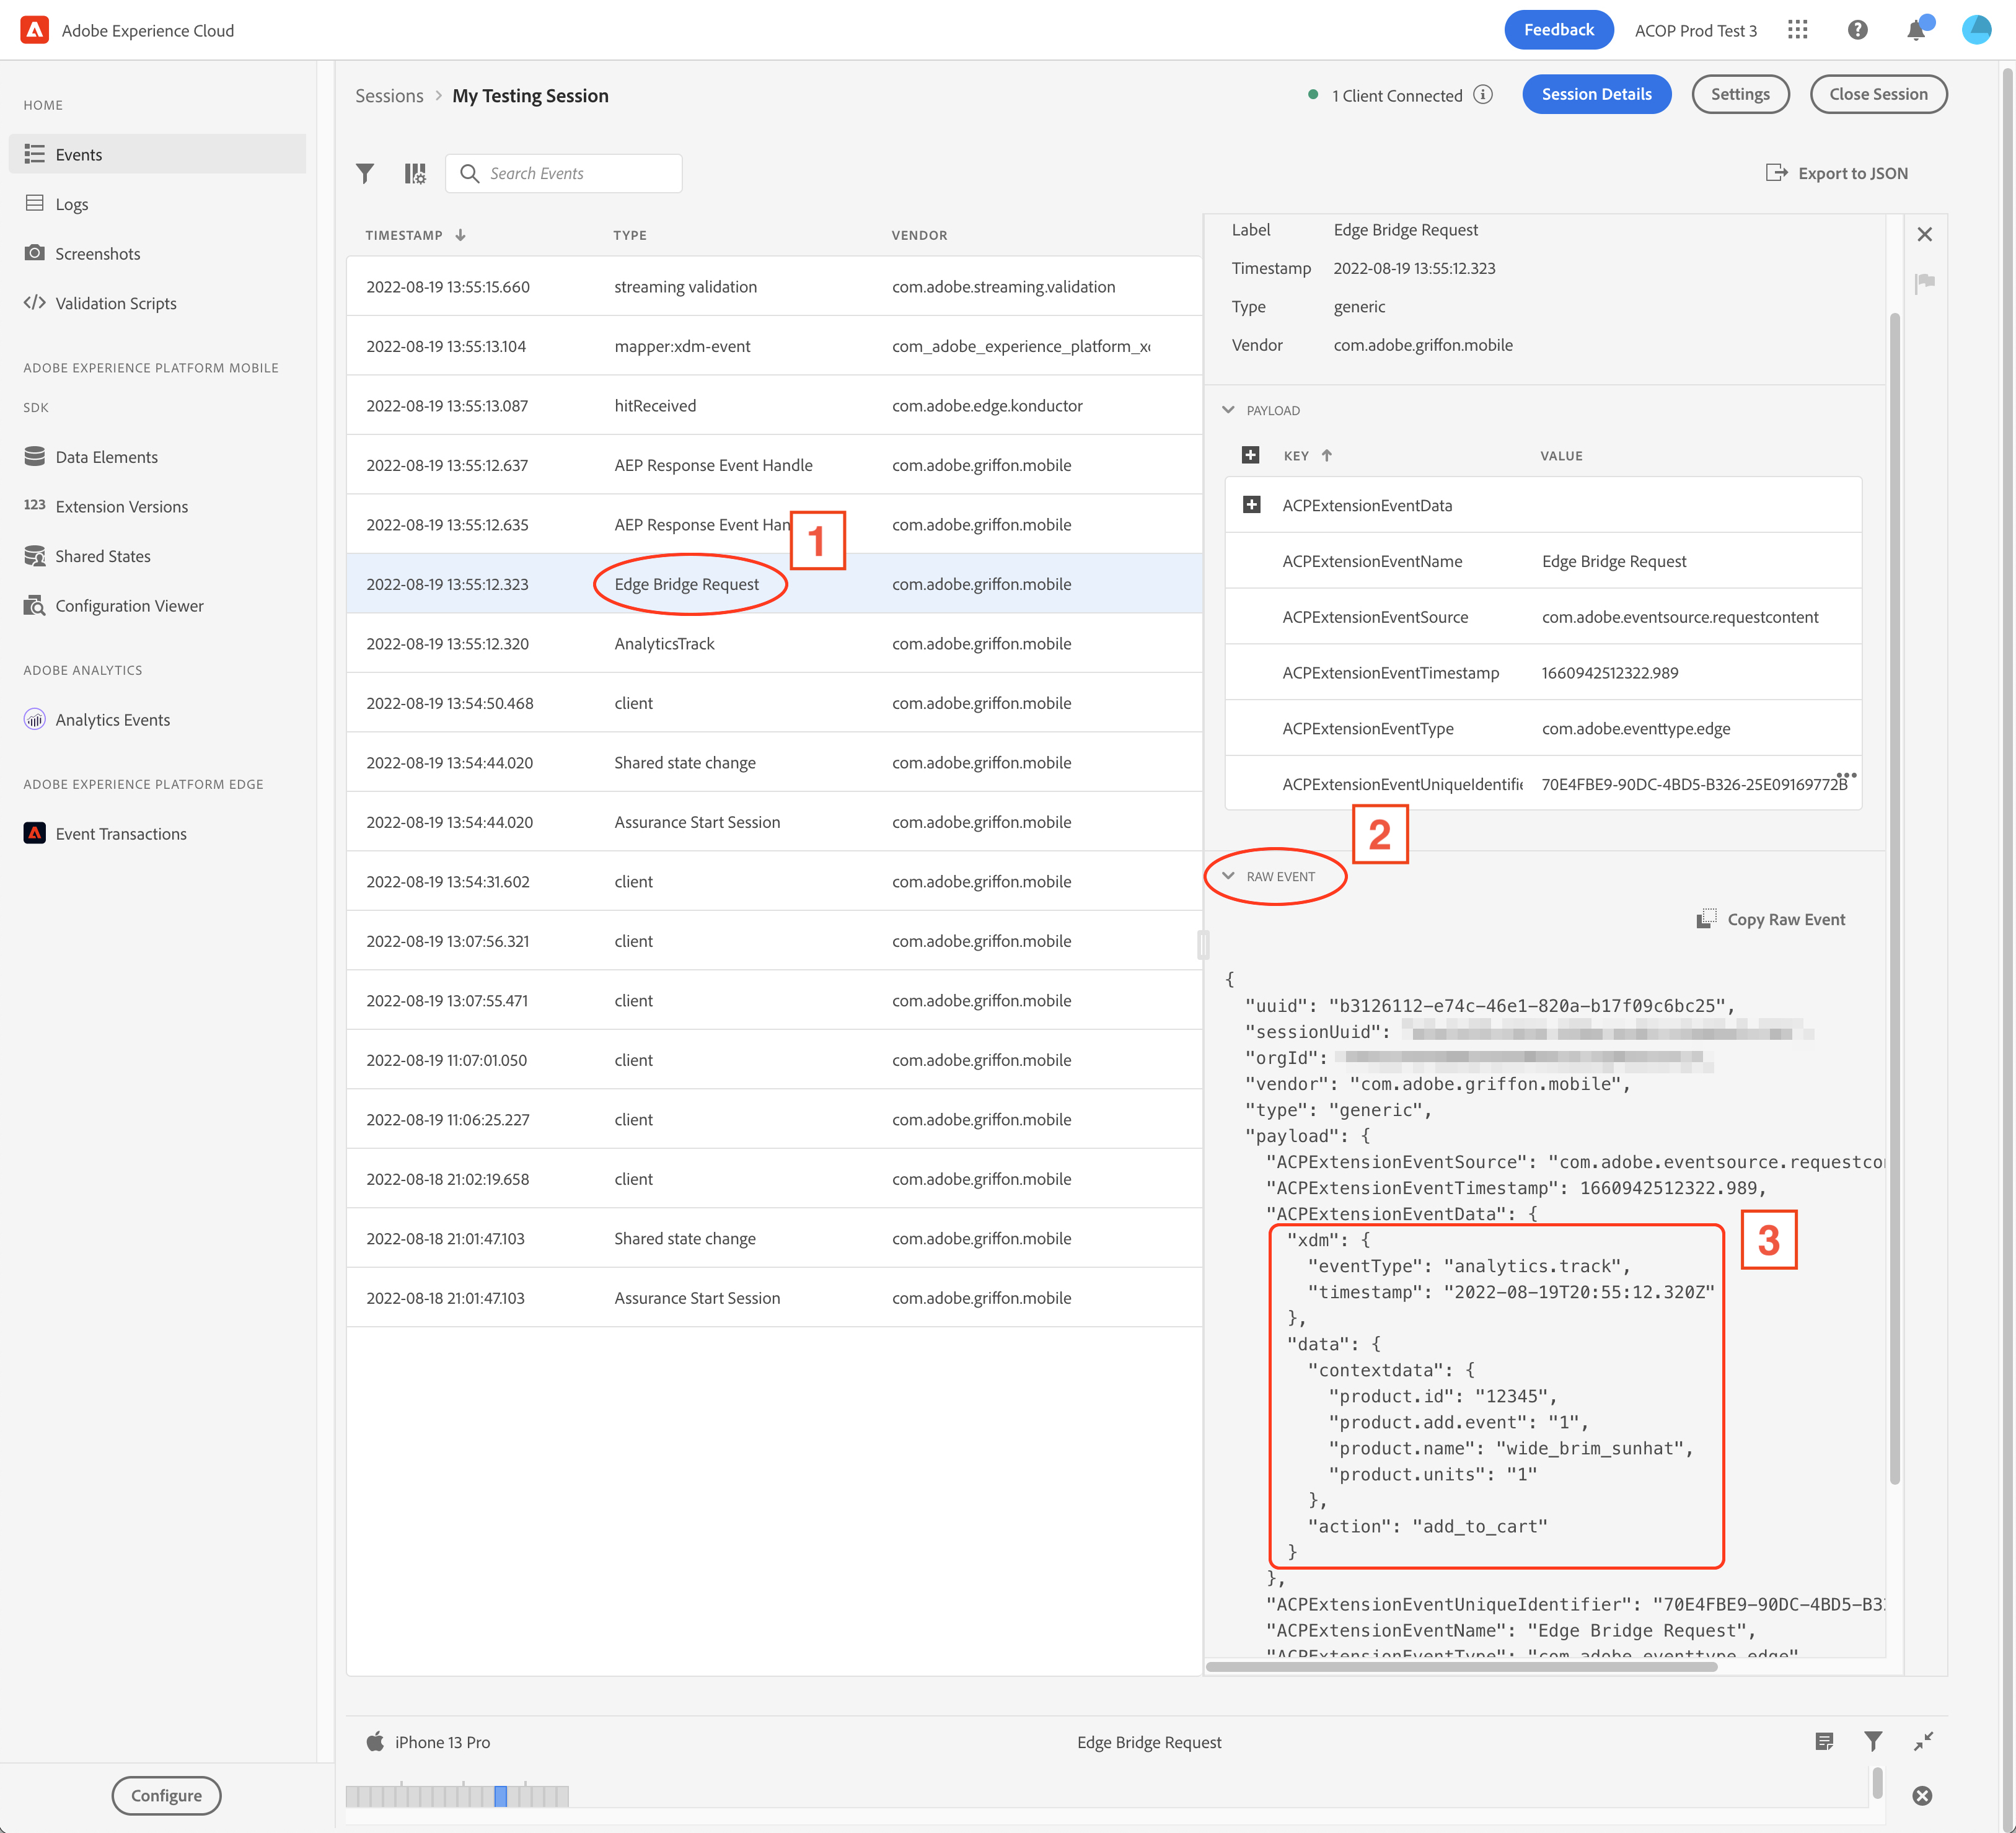 Adobe Experience Cloud
Feedback
ACOP Prod Test 3
HOME
Events
Logs
Screenshots
Validation Scripts
ADOBE EXPERIENCE PLATFORM MOBILE
SDK
Data Elements
123 Extension Versions
Shared States
Configuration Viewer
ADOBE ANALYTICS
Analytics Events
ADOBE EXPERIENCE PLATFORM EDGE
Event Transactions
Configure
Sessions > My Testing Session
1 Client Connected
Session Details
Settings
Close Session
Search Events
Export to JSON
TIMESTAMP TYPE VENDOR
2022-08-19 13:55:15.660 streaming validation com.adobe.streaming.validation
2022-08-19 13:55:13.104 mapper:xdm-event com_adobe_experience_platform_x
2022-08-19 13:55:13.087 hitReceived com.adobe.edge.konductor
2022-08-19 13:55:12.637 AEP Response Event Handle com.adobe.griffon.mobile
2022-08-19 13:55:12.635 AEP Response Event Han com.adobe.griffon.mobile
1
2022-08-19 13:55:12.323 Edge Bridge Request com.adobe.griffon.mobile
2022-08-19 13:55:12.320 AnalyticsTrack com.adobe.griffon.mobile
2022-08-19 13:54:50.468 client com.adobe.griffon.mobile
2022-08-19 13:54:44.020 Shared state change com.adobe.griffon.mobile
2022-08-19 13:54:44.020 Assurance Start Session com.adobe.griffon.mobile
2022-08-19 13:54:31.602 client com.adobe.griffon.mobile
2022-08-19 13:07:56.321 client com.adobe.griffon.mobile
2022-08-19 13:07:55.471 client com.adobe.griffon.mobile
2022-08-19 11:07:01.050 client com.adobe.griffon.mobile
2022-08-19 11:06:25.227 client com.adobe.griffon.mobile
2022-08-18 21:02:19.658 client com.adobe.griffon.mobile
2022-08-18 21:01:47.103 Shared state change com.adobe.griffon.mobile
2022-08-18 21:01:47.103 Assurance Start Session com.adobe.griffon.mobile
Label Edge Bridge Request
Timestamp 2022-08-19 13:55:12.323
Type generic
Vendor com.adobe.griffon.mobile
PAYLOAD
KEY VALUE
ACPExtensionEventData
ACPExtensionEventName Edge Bridge Request
ACPExtensionEventSource com.adobe.eventsource.requestcontent
ACPExtensionEventTimestamp 1660942512322.989
ACPExtensionEventType com.adobe.eventtype.edge
ACPExtensionEventUniqueIdentifie 70E4FBE9-90DC-4BD5-B326-25E09169772B
2
RAW EVENT
Copy Raw Event
{
"uuid": "b3126112-e74c-46e1-820a-b17f09c6bc25",
"sessionUuid":
"orgId":
"vendor": "com.adobe.griffon.mobile",
"type": "generic",
"payload": {
"ACPExtensionEventSource": "com.adobe.eventsource.requestcon
"ACPExtensionEventTimestamp": 1660942512322.989,
"ACPExtensionEventData": {
3
"xdm": {
"eventType": "analytics.track",
"timestamp": "2022-08-19T20:55:12.320Z"
},
"data": {
"contextdata": {
"product.id": "12345",
"product.add.event": "1",
"product.name": "wide_brim_sunhat",
"product.units": "1"
},
"action": "add_to_cart"
}
},
"ACPExtensionEventUniqueIdentifier": "70E4FBE9-90DC-4BD5-B3
"ACPExtensionEventName": "Edge Bridge Request",
"ACPExtensionEventType": "com.adobe.eventtype.edge"
iPhone 13 Pro
Edge Bridge Request